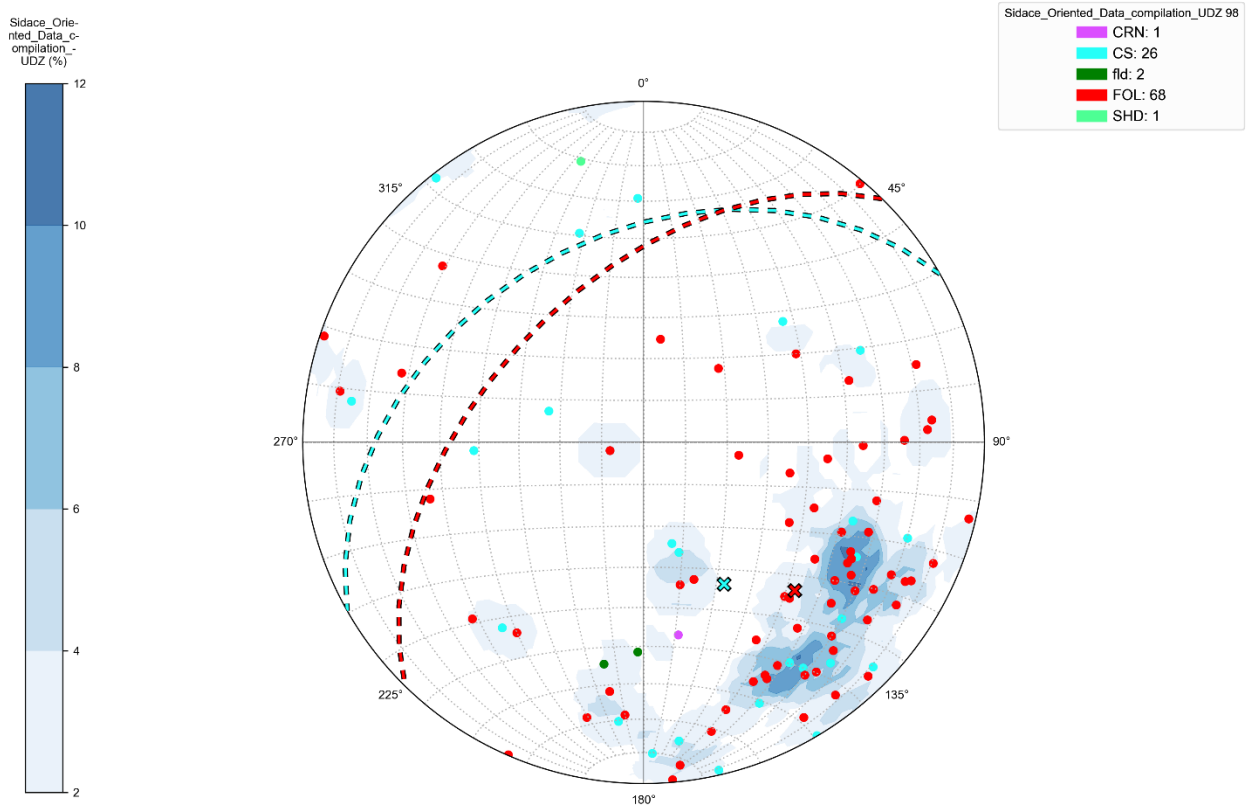 Sidace_Orie-
nted_Data_c-
ompilation_-
UDZ (%)
12
10
8
6
4
2
Sidace_Oriented_Data_compilation_UDZ 98
CRN: 1
CS: 26
fld: 2
FOL: 68
SHD: 1
0°
45°
90°
135°
180°
225°
270°
315°